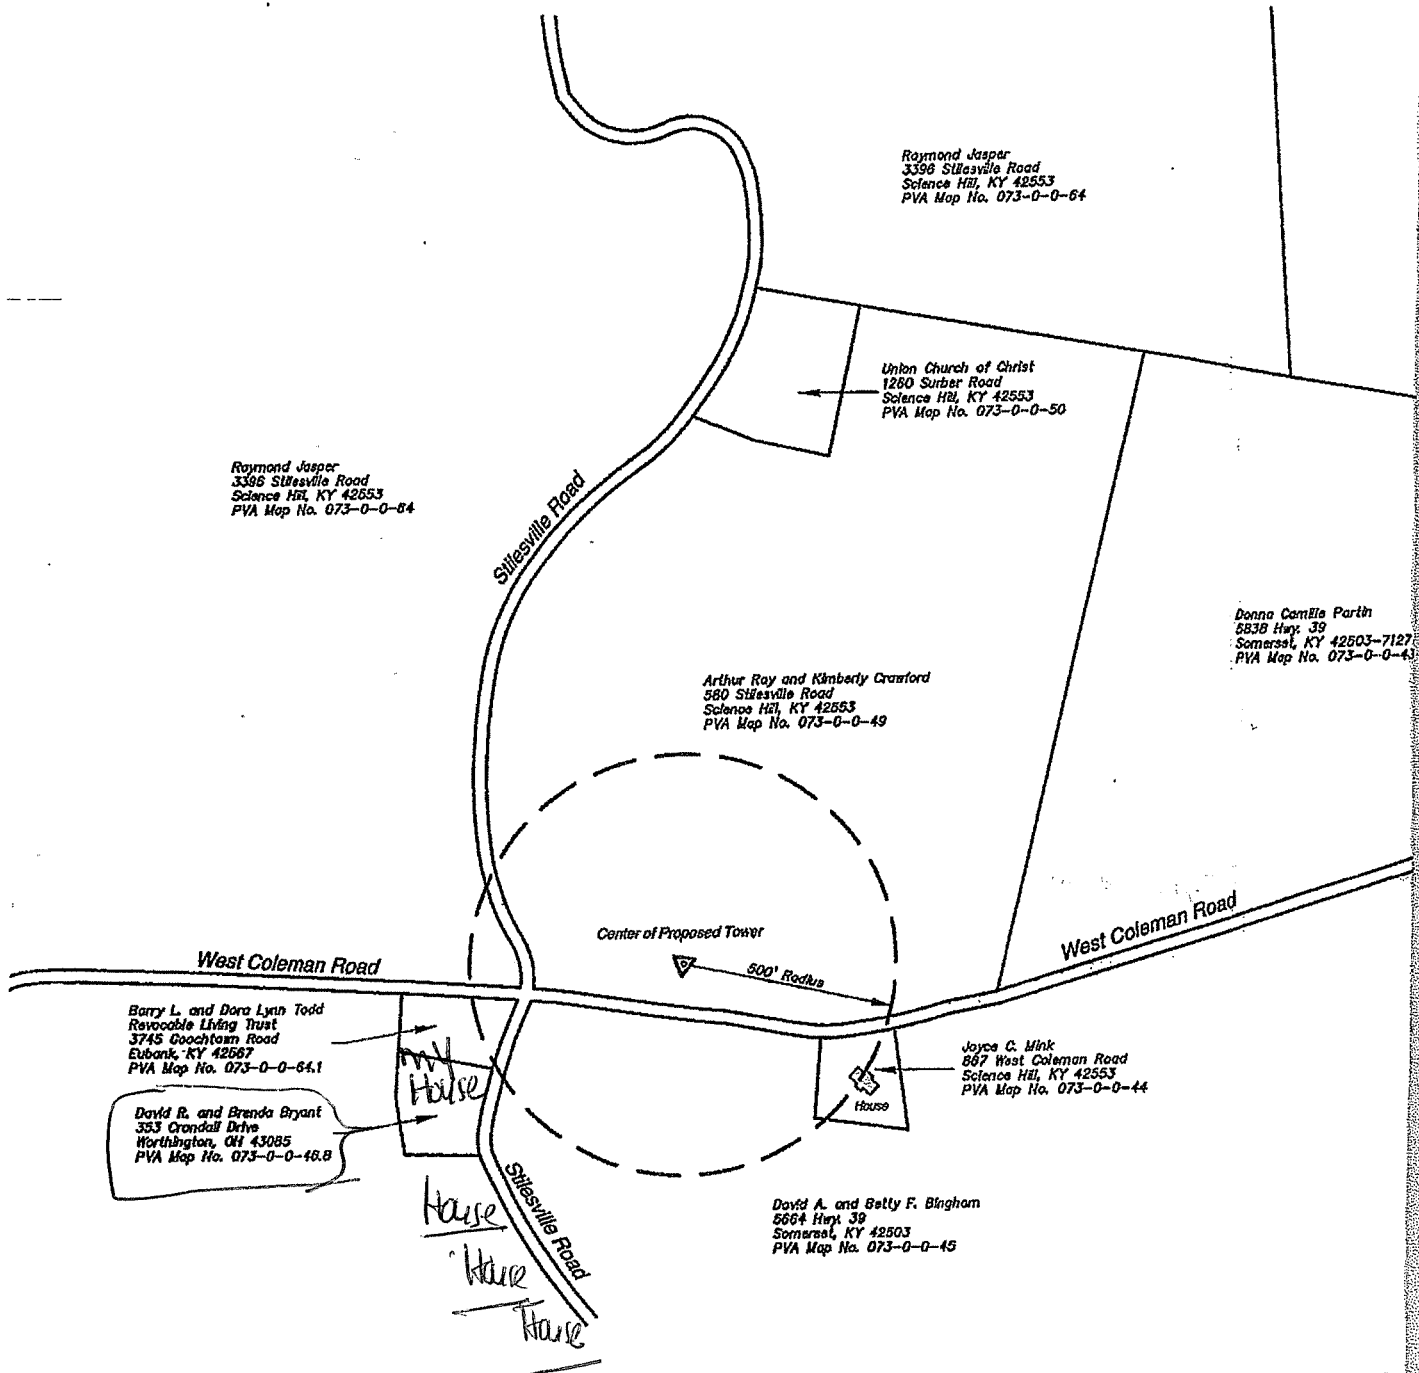 Raymond Jasper
3396 Stilesville Road
Science Hill, KY 42553
PVA Map No. 073-0-0-64
Union Church of Christ
1280 Surber Road
Science Hill, KY 42553
PVA Map No. 073-0-0-50
Raymond Jasper
3396 Stilesville Road
Science Hill, KY 42553
PVA Map No. 073-0-0-64
Stilesville Road
Donna Camille Partin
5838 Hwy. 39
Somerset, KY 42503-7127
PVA Map No. 073-0-0-43
Arthur Ray and Kimberly Crawford
580 Stilesville Road
Science Hill, KY 42553
PVA Map No. 073-0-0-49
West Coleman Road
Center of Proposed Tower
500' Radius
West Coleman Road
Barry L. and Dora Lynn Todd
Revocable Living Trust
3745 Goochtown Road
Eubank, KY 42567
PVA Map No. 073-0-0-64.1
my
House
David R. and Brenda Bryant
353 Crandall Drive
Worthington, OH 43085
PVA Map No. 073-0-0-46.8
Joyce C. Mink
867 West Coleman Road
Science Hill, KY 42553
PVA Map No. 073-0-0-44
House
Stilesville Road
House
House
House
David A. and Betty F. Bingham
5664 Hwy. 39
Somerset, KY 42503
PVA Map No. 073-0-0-45